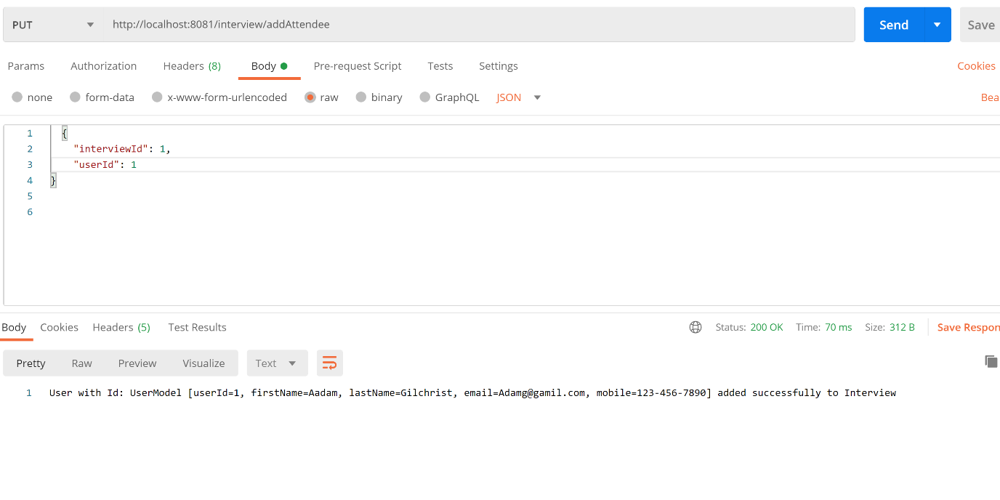 PUT http://localhost:8081/interview/addAttendee Send Save
Params Authorization Headers (8) Body Pre-request Script Tests Settings Cookies
none form-data x-www-form-urlencoded raw binary GraphQL JSON Bea
1 {
2 "interviewId": 1,
3 "userId": 1
4 }
5
6
Body Cookies Headers (5) Test Results Status: 200 OK Time: 70 ms Size: 312 B Save Respon
Pretty Raw Preview Visualize Text
1 User with Id: UserModel [userId=1, firstName=Aadam, lastName=Gilchrist, email=Adamg@gamil.com, mobile=123-456-7890] added successfully to Interview